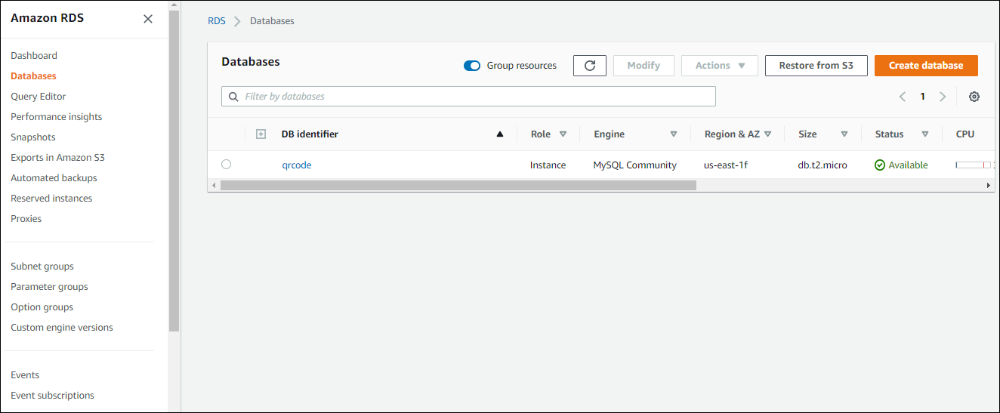 Amazon RDS
Dashboard
Databases
Query Editor
Performance insights
Snapshots
Exports in Amazon S3
Automated backups
Reserved instances
Proxies
Subnet groups
Parameter groups
Option groups
Custom engine versions
Events
Event subscriptions
RDS Databases
Databases Group resources Modify Actions Restore from S3 Create database
Filter by databases 1
DB identifier Role Engine Region & AZ Size Status CPU
qrcode Instance MySQL Community us-east-1f db.t2.micro Available